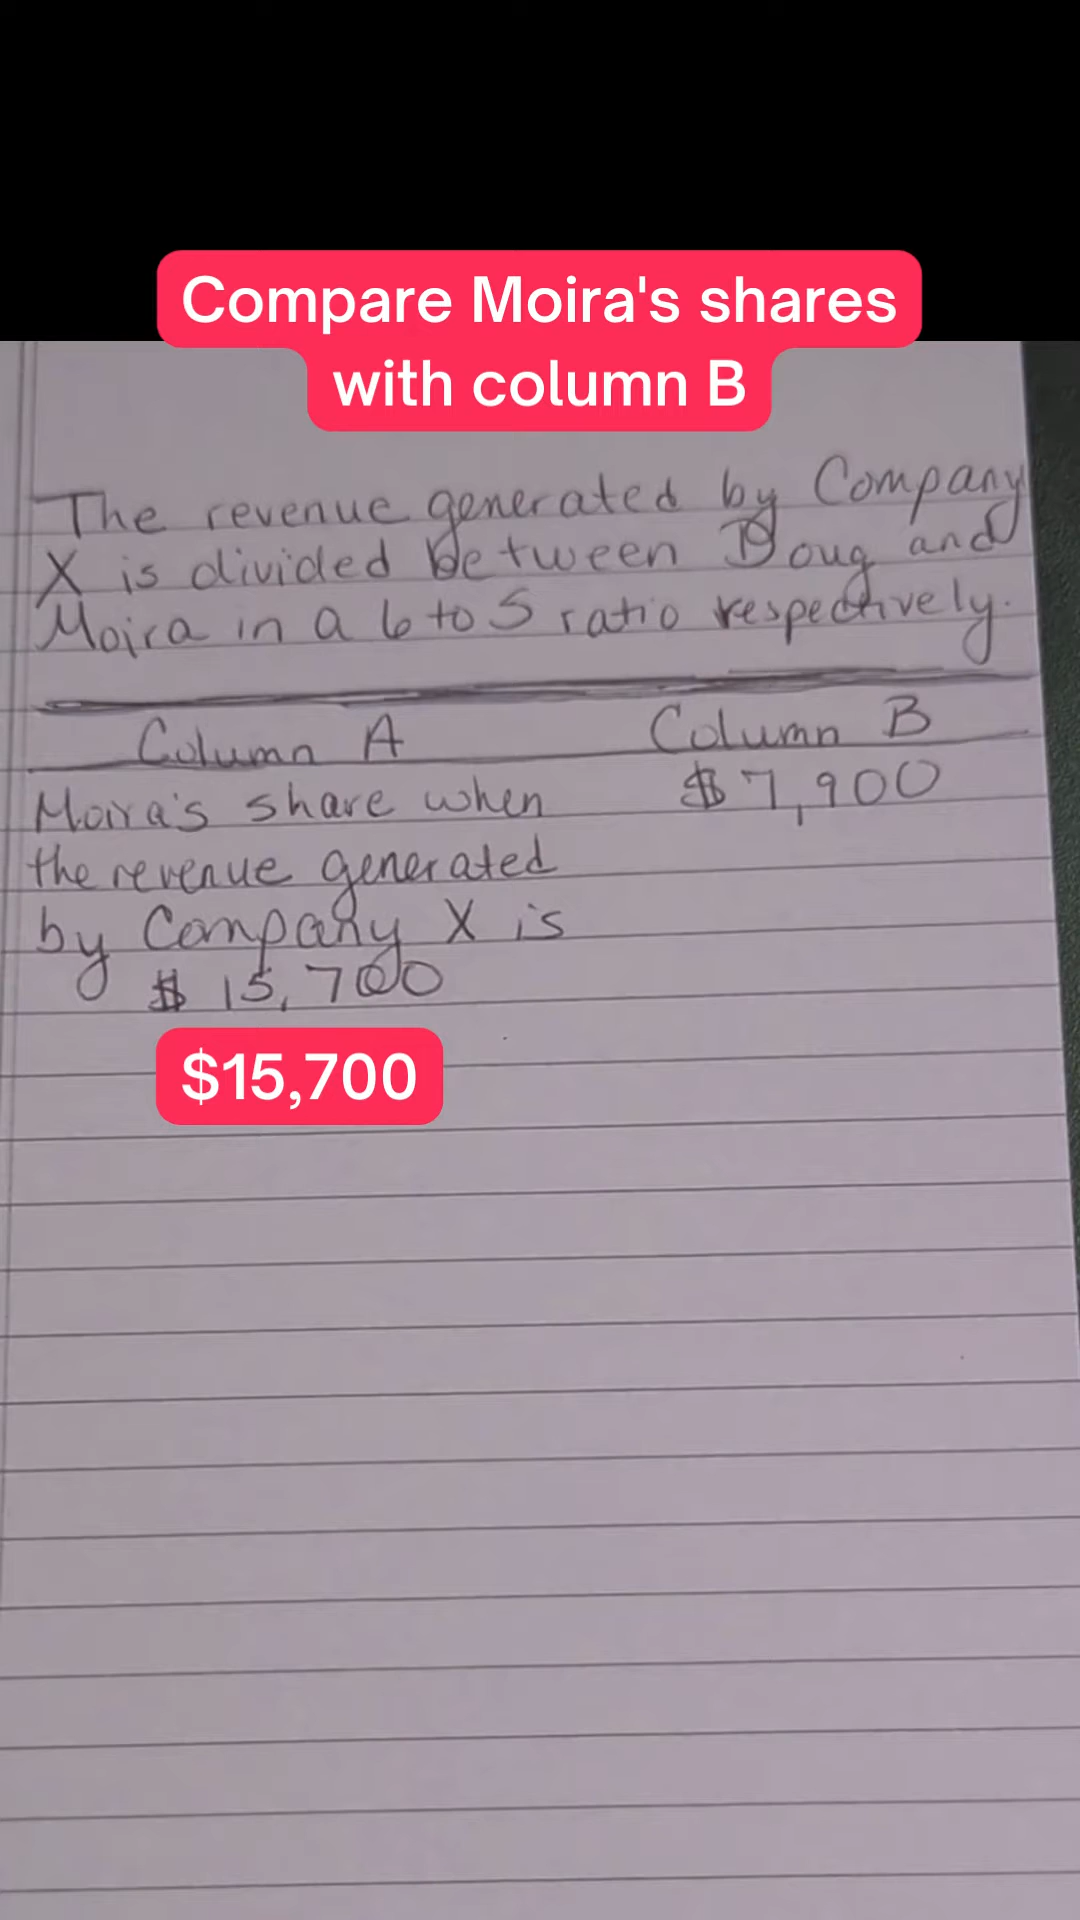 Compare Moira's shares
with column B
The revenue generated by Company
X is divided between Doug and
Moira in a 6 to 5 ratio respectively.
Column A Column B
Moira's share when $7,900
the revenue generated
by Company X is
$ 15,700
$15,700